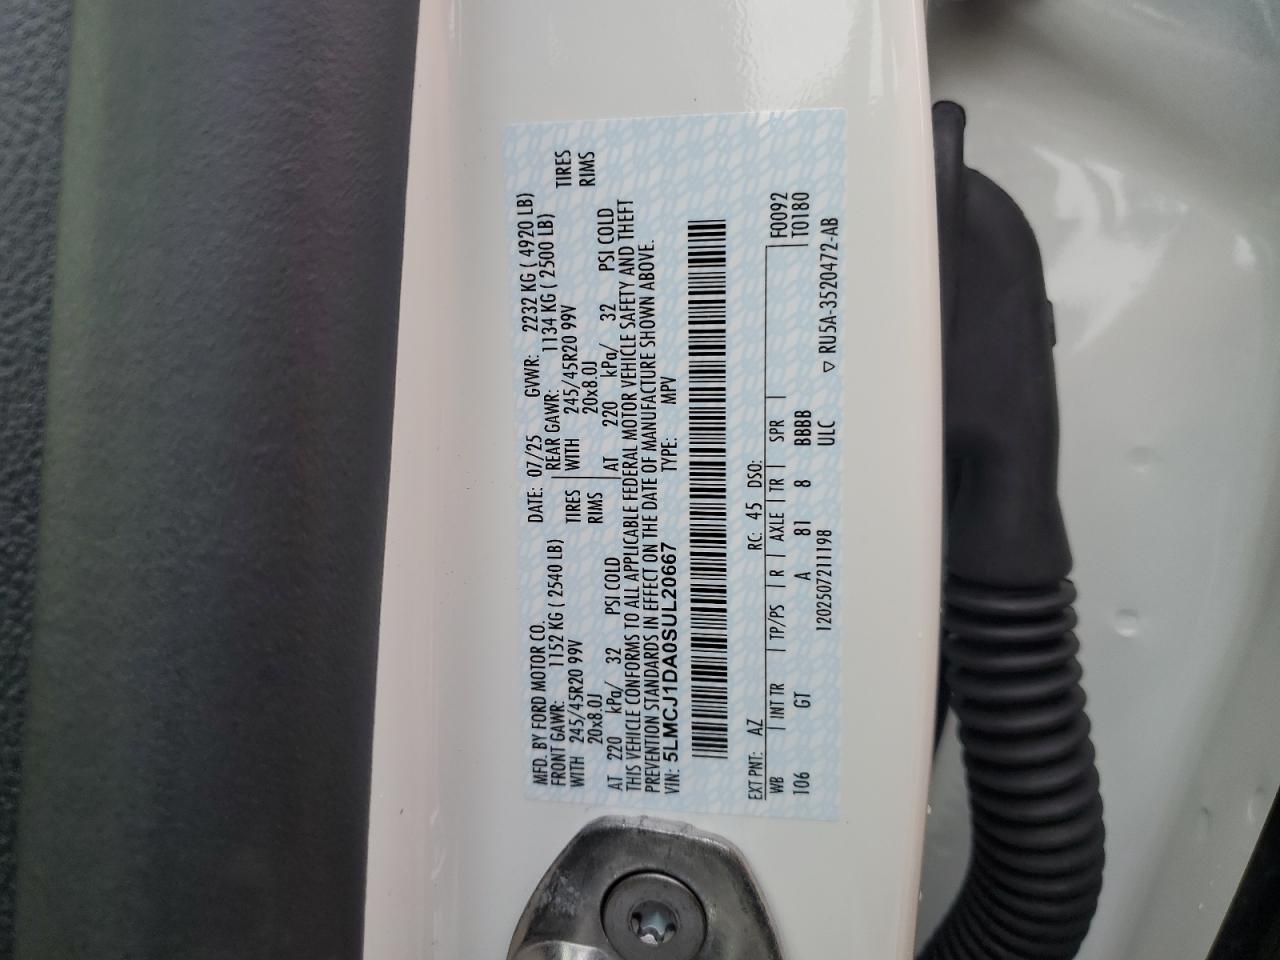 MFD. BY FORD MOTOR CO. DATE: 07/25 GVWR: 2232 KG ( 4920 LB)
FRONT GAWR: 1152 KG ( 2540 LB) REAR GAWR: 1134 KG ( 2500 LB)
WITH 245/45R20 99V TIRES WITH 245/45R20 99V TIRES
20x8.0J RIMS 20x8.0J RIMS
AT 220 kPa/ 32 PSI COLD AT 220 kPa/ 32 PSI COLD
THIS VEHICLE CONFORMS TO ALL APPLICABLE FEDERAL MOTOR VEHICLE SAFETY AND THEFT
PREVENTION STANDARDS IN EFFECT ON THE DATE OF MANUFACTURE SHOWN ABOVE.
VIN: 5LMCJ1DA0SUL20667 TYPE: MPV
EXT PNT: AZ RC: 45 DSO:
WB INT TR TP/PS R AXLE TR SPR F0092
106 GT A 81 8 BBBB T0180
120250721119​8 ULC ▽ RU5A-3520472-AB